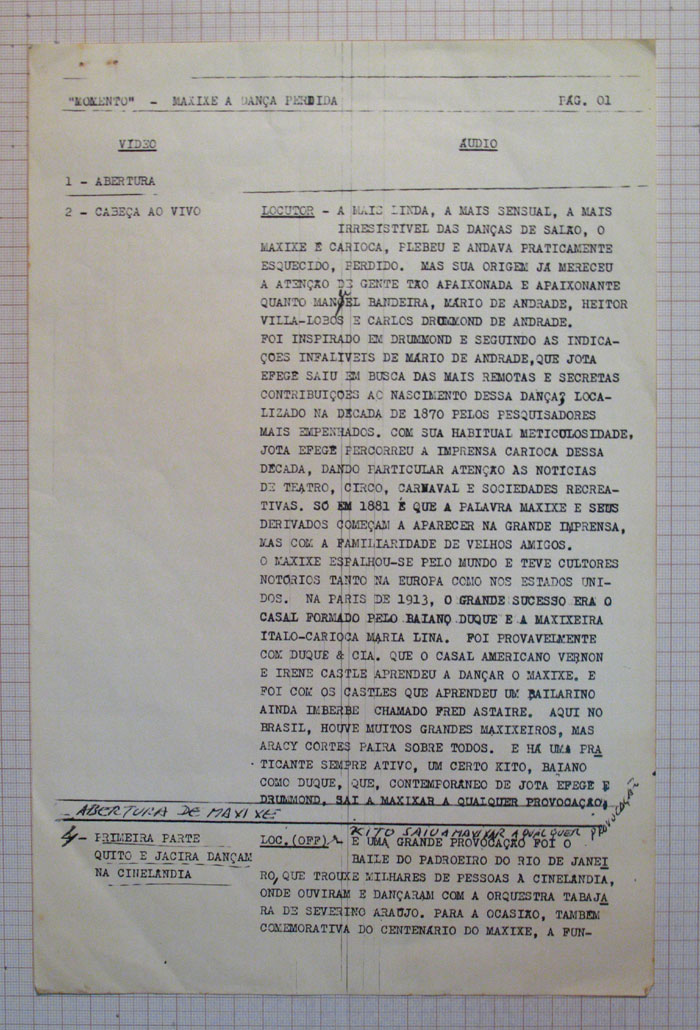 "MOMENTO" - MAXIXE A DANÇA PERDIDA PÁG. 01
VIDEO ÁUDIO
1 - ABERTURA
2 - CABEÇA AO VIVO LOCUTOR - A MAIS LINDA, A MAIS SENSUAL, A MAIS
IRRESISTÍVEL DAS DANÇAS DE SALÃO, O
MAXIXE É CARIOCA, PLEBEU E ANDAVA PRATICAMENTE
ESQUECIDO, PERDIDO. MAS SUA ORIGEM JÁ MERECEU
A ATENÇÃO DE GENTE TÃO APAIXONADA E APAIXONANTE
QUANTO MANUEL BANDEIRA, MÁRIO DE ANDRADE, HEITOR
VILLA-LOBOS E CARLOS DRUMMOND DE ANDRADE.
FOI INSPIRADO EM DRUMMOND E SEGUINDO AS INDICA-
ÇÕES INFALÍVEIS DE MÁRIO DE ANDRADE, QUE JOTA
EFEGÊ SAIU EM BUSCA DAS MAIS REMOTAS E SECRETAS
CONTRIBUIÇÕES AO NASCIMENTO DESSA DANÇA, LOCA-
LIZADO NA DÉCADA DE 1870 PELOS PESQUISADORES
MAIS EMPENHADOS. COM SUA HABITUAL METICULOSIDADE,
JOTA EFEGÊ PERCORREU A IMPRENSA CARIOCA DESSA
DÉCADA, DANDO PARTICULAR ATENÇÃO ÀS NOTÍCIAS
DE TEATRO, CIRCO, CARNAVAL E SOCIEDADES RECREA-
TIVAS. SÓ EM 1881 É QUE A PALAVRA MAXIXE E SEUS
DERIVADOS COMEÇAM A APARECER NA GRANDE IMPRENSA,
MAS COM A FAMILIARIDADE DE VELHOS AMIGOS.
O MAXIXE ESPALHOU-SE PELO MUNDO E TEVE CULTORES
NOTÓRIOS TANTO NA EUROPA COMO NOS ESTADOS UNI-
DOS. NA PARIS DE 1913, O GRANDE SUCESSO ERA O
CASAL FORMADO PELO BAIANO DUQUE E A MAXIXEIRA
ITALO-CARIOCA MARIA LINA. FOI PROVAVELMENTE
COM DUQUE & CIA. QUE O CASAL AMERICANO VERNON
E IRENE CASTLE APRENDEU A DANÇAR O MAXIXE. E
FOI COM OS CASTLES QUE APRENDEU UM BAILARINO
AINDA IMBERBE CHAMADO FRED ASTAIRE. AQUI NO
BRASIL, HOUVE MUITOS GRANDES MAXIXEIROS, MAS
ARACY CORTES PAIRA SOBRE TODOS. E HÁ UMA PRA
TICANTE SEMPRE ATIVO, UM CERTO KITO, BAIANO
COMO DUQUE, QUE, CONTEMPORÂNEO DE JOTA EFEGÊ E
DRUMMOND, SAI A MAXIXAR A QUALQUER PROVOCAÇÃO.
ABERTURA DE MAXIXE
KITO SAIU A MAXIXAR A QUALQUER PROVOCAÇÃO
4 - PRIMEIRA PARTE LOC.(OFF) - E UMA GRANDE PROVOCAÇÃO FOI O
QUITO E JACIRA DANÇAM BAILE DO PADROEIRO DO RIO DE JANEI
NA CINELÂNDIA RO, QUE TROUXE MILHARES DE PESSOAS À CINELÂNDIA,
ONDE OUVIRAM E DANÇARAM COM A ORQUESTRA TABAJA
RA DE SEVERINO ARAÚJO. PARA A OCASIÃO, TAMBÉM
COMEMORATIVA DO CENTENÁRIO DO MAXIXE, A FUN-